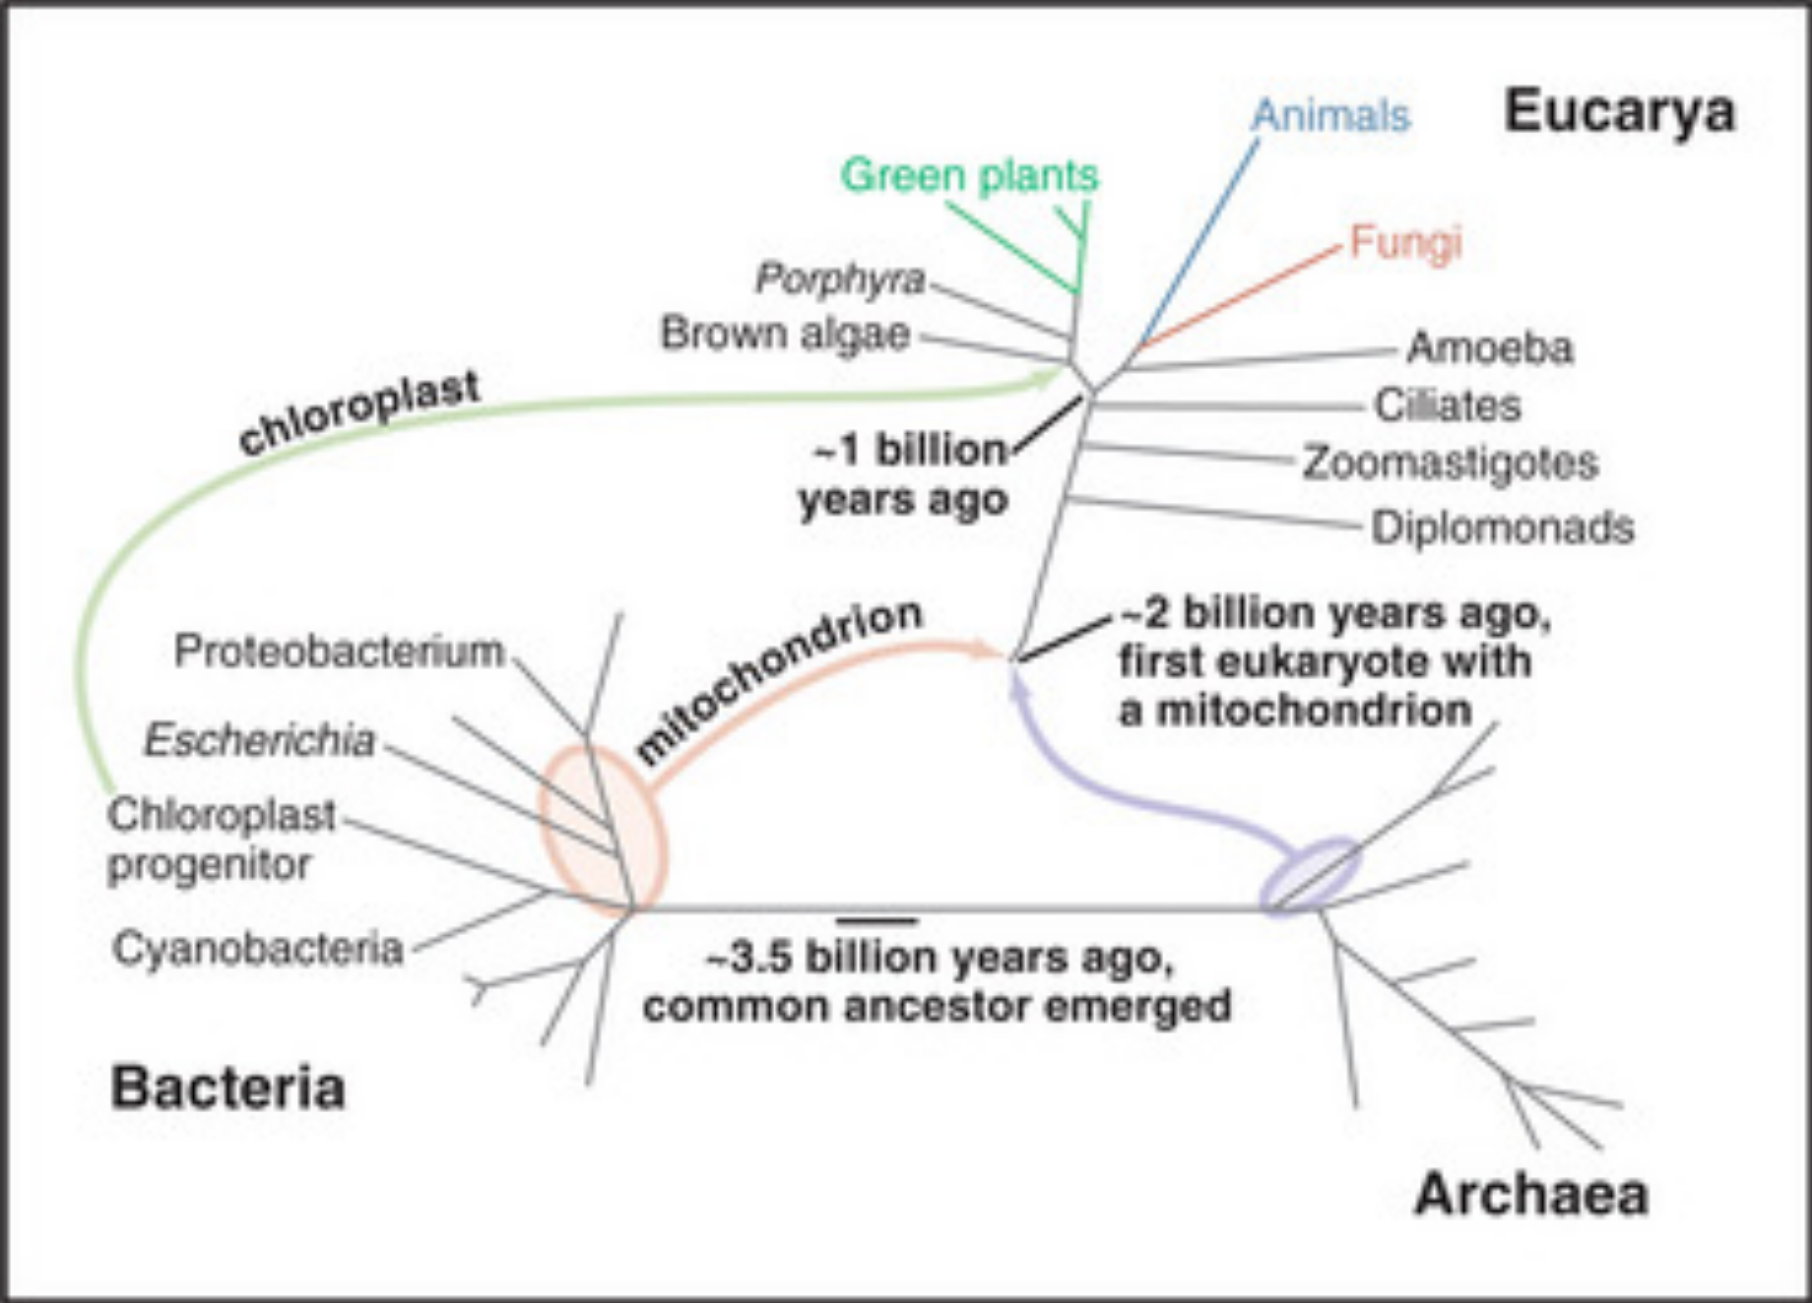 Eucarya
Animals
Green plants
Fungi
Porphyra
Brown algae
Amoeba
Ciliates
chloroplast
~1 billion
years ago
Zoomastigotes
Diplomonads
Proteobacterium
mitochondrion
~2 billion years ago,
first eukaryote with
a mitochondrion
Escherichia
Chloroplast
progenitor
Cyanobacteria
~3.5 billion years ago,
common ancestor emerged
Bacteria
Archaea